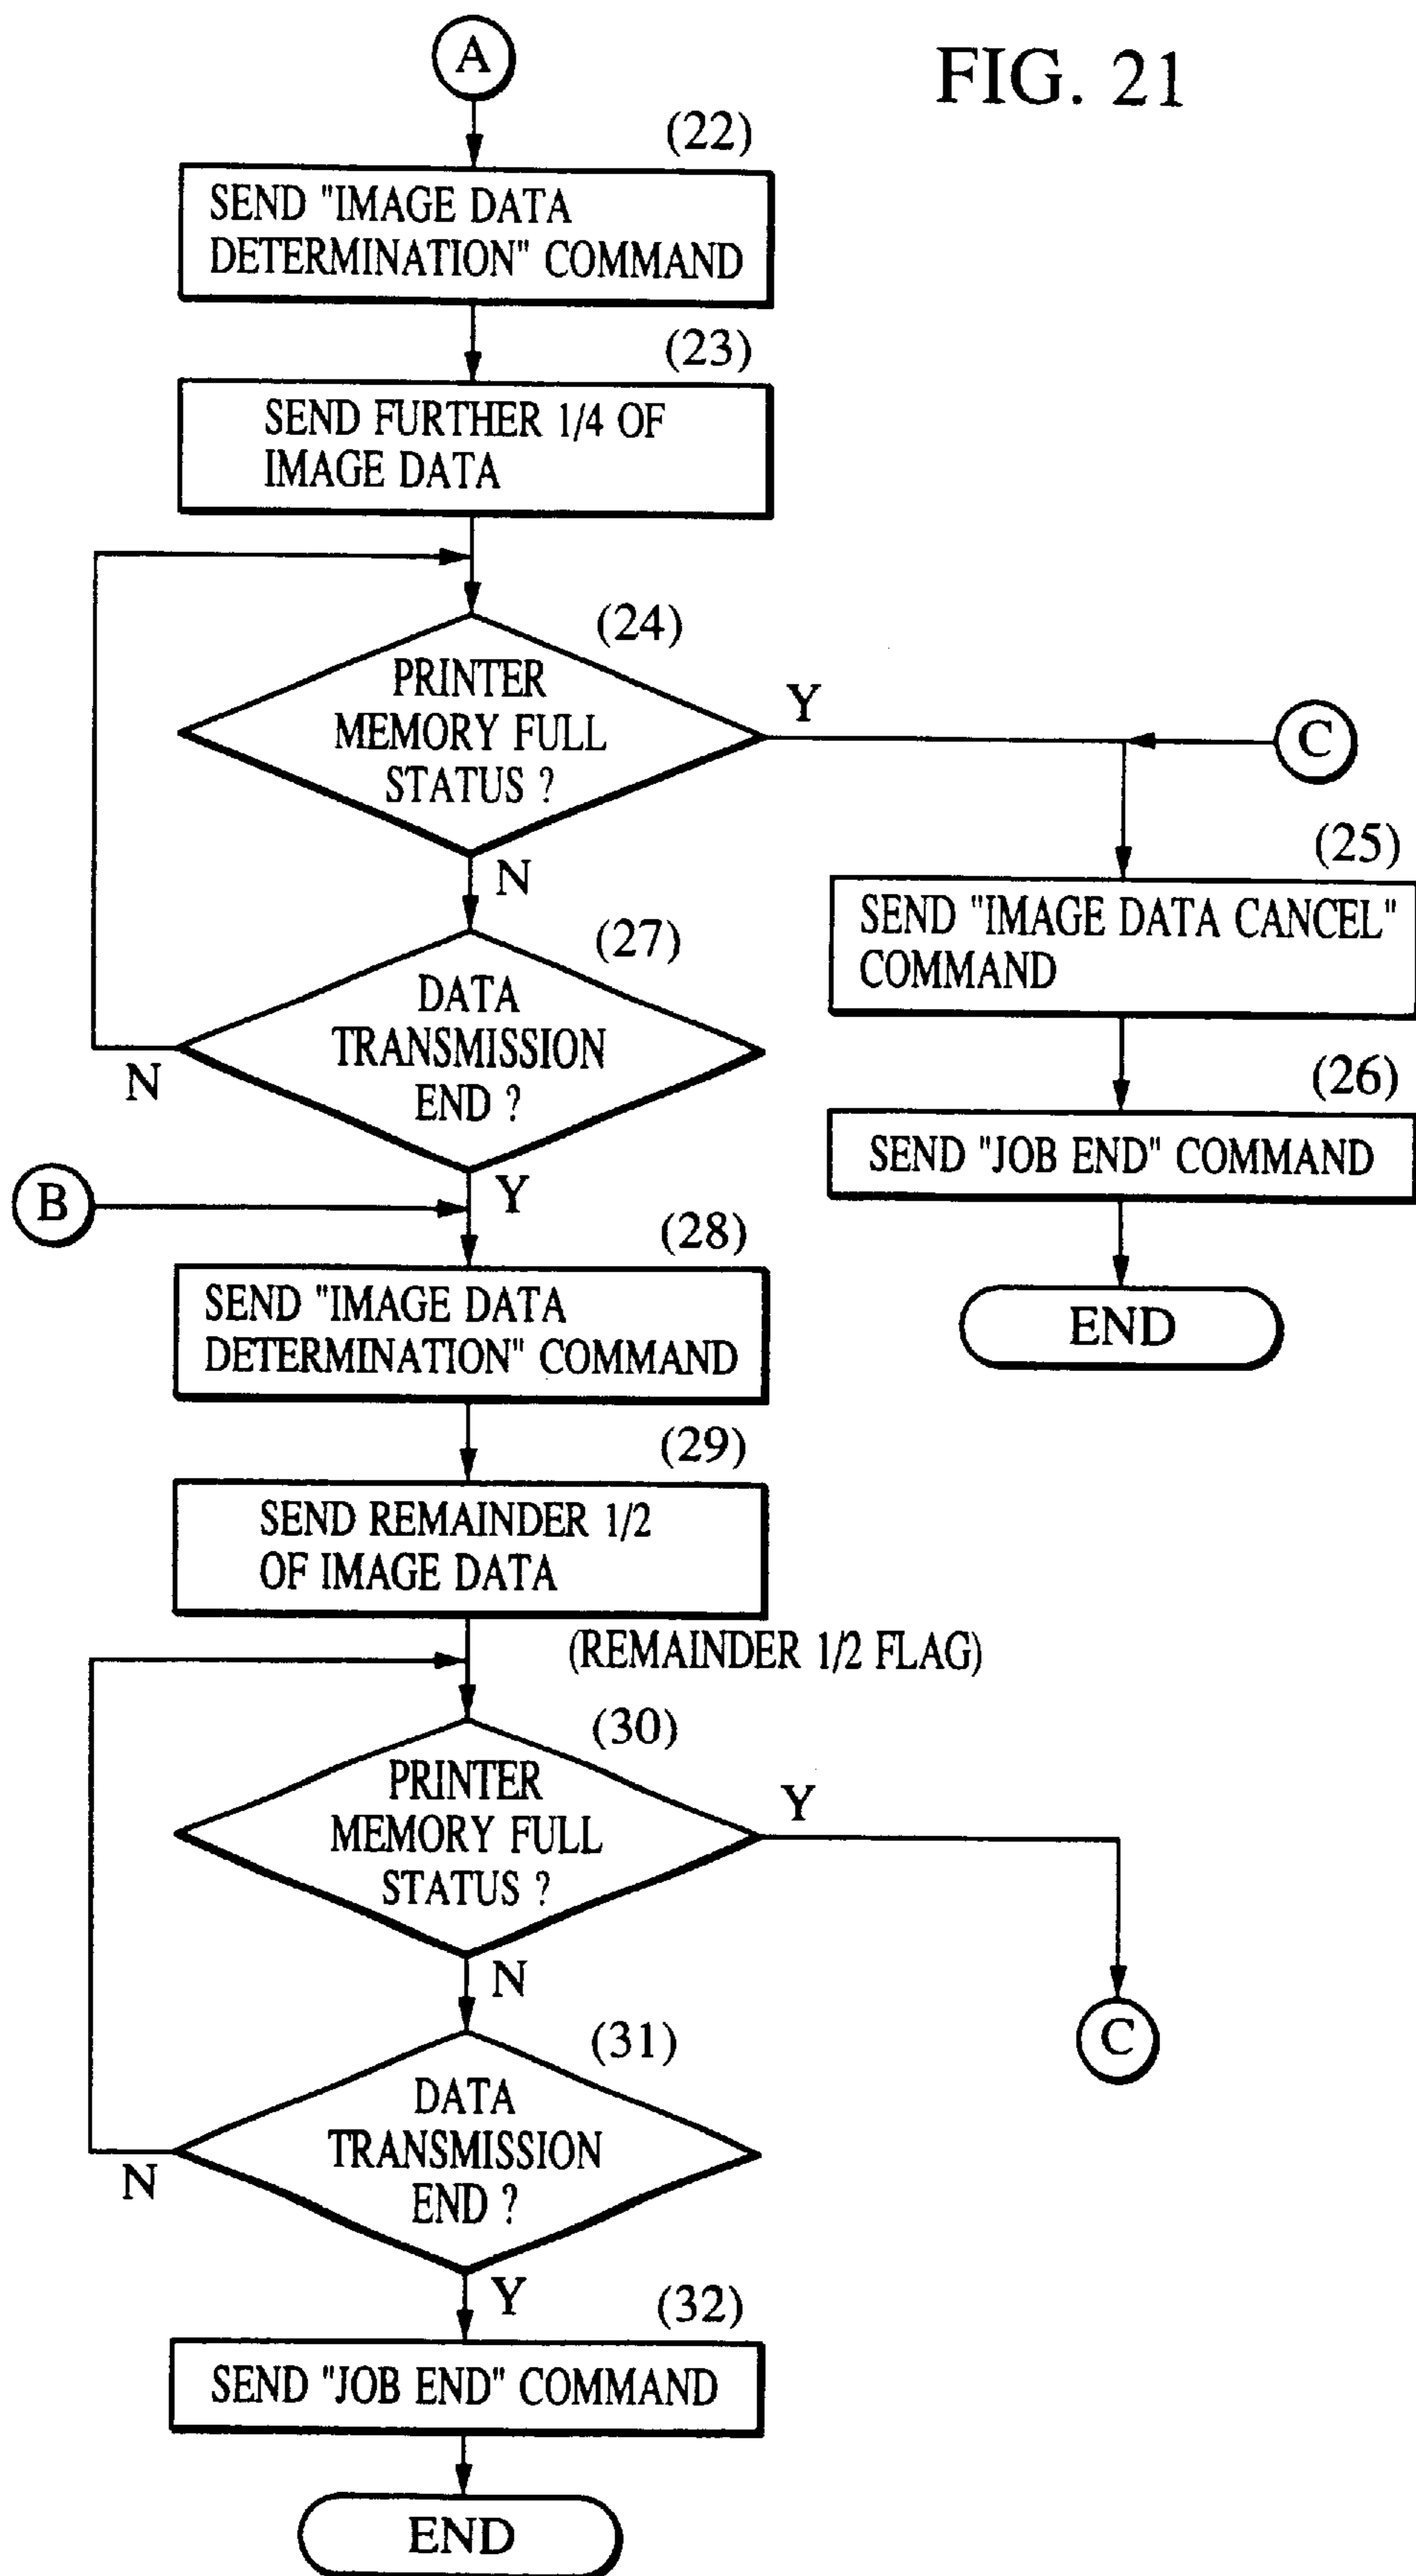 FIG. 21
A
(22)
SEND "IMAGE DATA
DETERMINATION" COMMAND
(23)
SEND FURTHER 1/4 OF
IMAGE DATA
(24)
PRINTER
MEMORY FULL
STATUS ?
Y
C
N
(25)
SEND "IMAGE DATA CANCEL"
COMMAND
(26)
SEND "JOB END" COMMAND
END
(27)
DATA
TRANSMISSION
END ?
N
Y
B
(28)
SEND "IMAGE DATA
DETERMINATION" COMMAND
(29)
SEND REMAINDER 1/2
OF IMAGE DATA
(REMAINDER 1/2 FLAG)
(30)
PRINTER
MEMORY FULL
STATUS ?
Y
C
N
(31)
DATA
TRANSMISSION
END ?
N
Y
(32)
SEND "JOB END" COMMAND
END